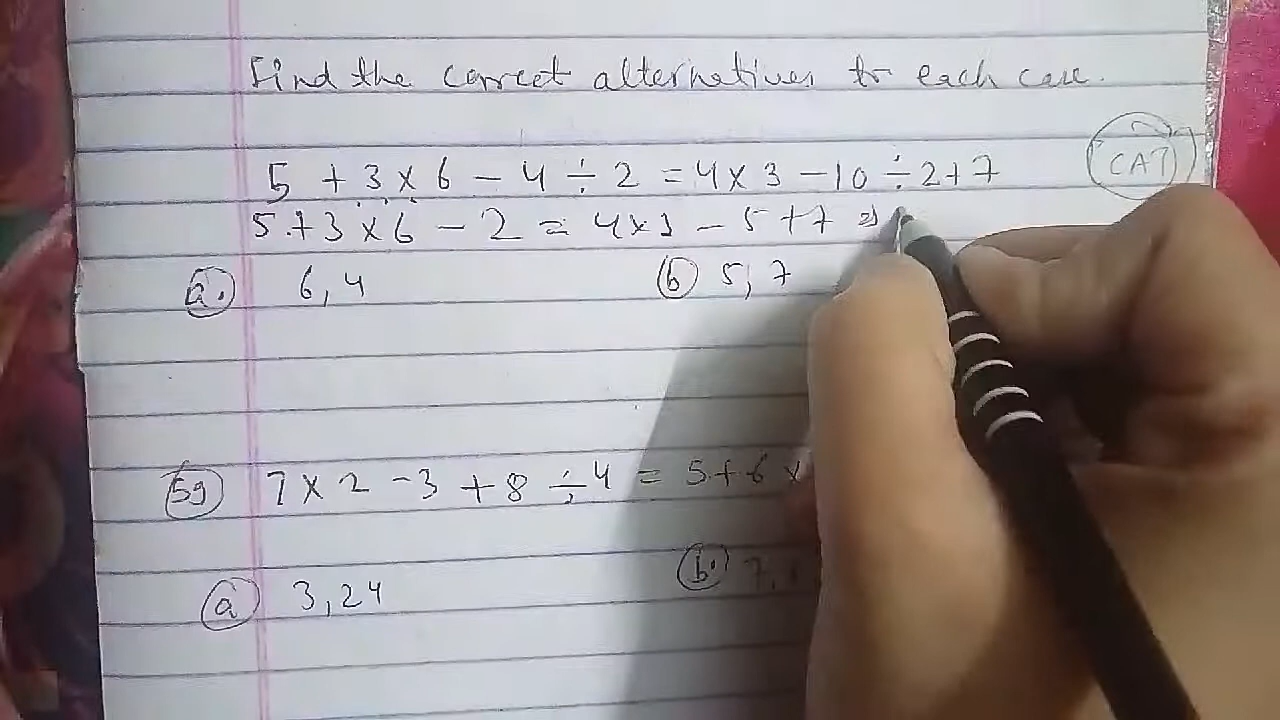 Find the correct alternatives to each case.
5 + 3 × 6 - 4 ÷ 2 = 4 × 3 - 10 ÷ 2 + 7
CAT
5 + 3 × 6 - 2 = 4 × 3 - 5 + 7 ⇒
a. 6, 4 b 5, 7
59 7 × 2 - 3 + 8 ÷ 4 = 5 + 6 ×
a 3, 24 b. 7,